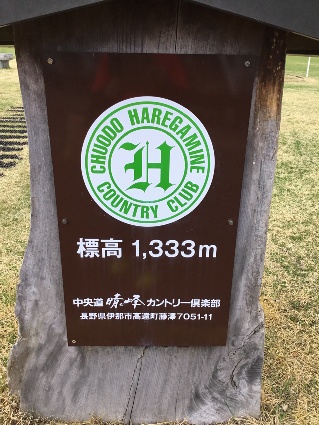 CHUODO HAREGAMINE
H
COUNTRY CLUB
標高 1,333m
中央道晴ヶ峰カントリー倶楽部
長野県伊那市高遠町藤澤7051-11